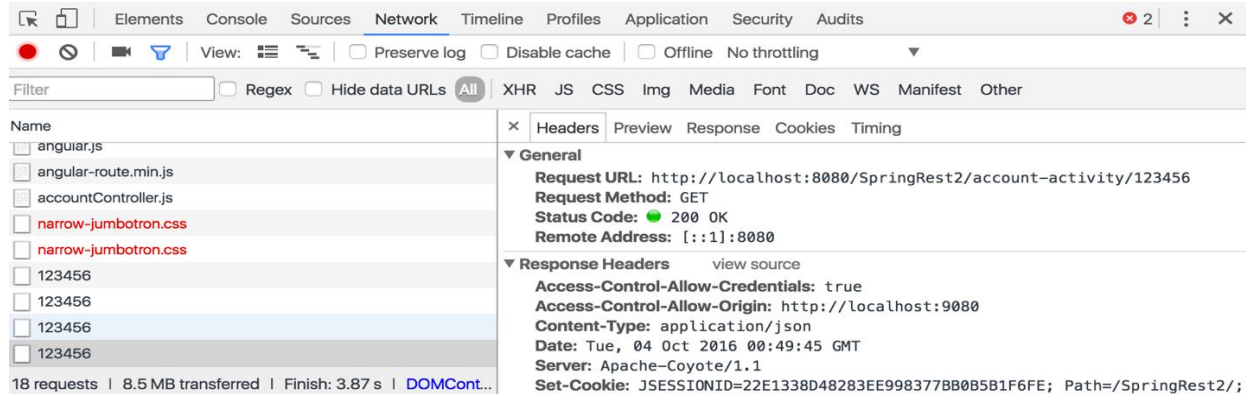 Elements Console Sources Network Timeline Profiles Application Security Audits 2
View: Preserve log Disable cache Offline No throttling
Filter Regex Hide data URLs All XHR JS CSS Img Media Font Doc WS Manifest Other
Name
angular.js
angular-route.min.js
accountController.js
narrow-jumbotron.css
narrow-jumbotron.css
123456
123456
123456
123456
18 requests | 8.5 MB transferred | Finish: 3.87 s | DOMCont...
× Headers Preview Response Cookies Timing
▼ General
Request URL: http://localhost:8080/SpringRest2/account-activity/123456
Request Method: GET
Status Code: 200 OK
Remote Address: [::1]:8080
▼ Response Headers view source
Access-Control-Allow-Credentials: true
Access-Control-Allow-Origin: http://localhost:9080
Content-Type: application/json
Date: Tue, 04 Oct 2016 00:49:45 GMT
Server: Apache-Coyote/1.1
Set-Cookie: JSESSIONID=22E1338D48283EE998377BB0B5B1F6FE; Path=/SpringRest2/;